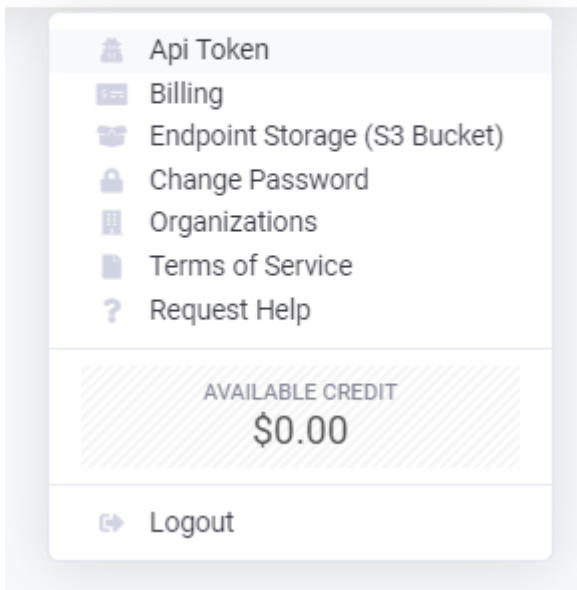 Api Token
Billing
Endpoint Storage (S3 Bucket)
Change Password
Organizations
Terms of Service
Request Help
AVAILABLE CREDIT
$0.00
Logout